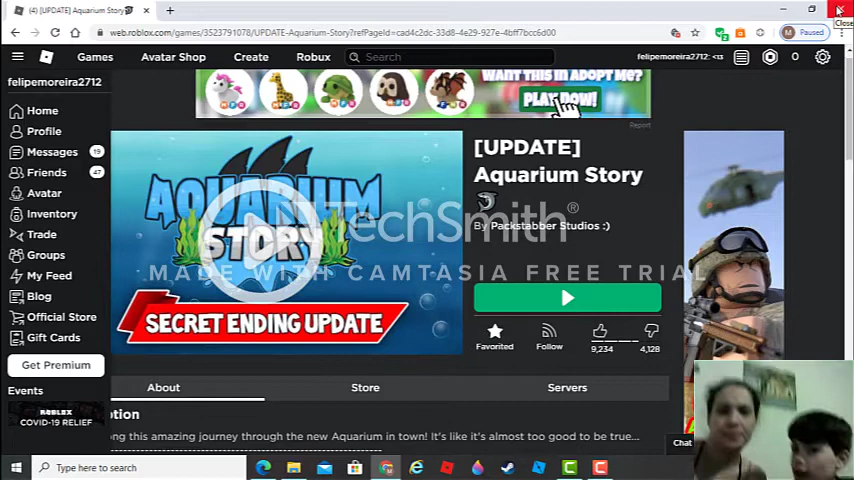 (4) [UPDATE] Aquarium Story
web.roblox.com/games/3523791078/UPDATE-Aquarium-Story?refPageId=cad4c2dc-33d8-4e29-927e-4bff7bcc6d00
Paused
Close
Games
Avatar Shop
Create
Robux
Search
felipemoreira2712: <13
0
felipemoreira2712
Home
Profile
Messages 19
Friends 47
Avatar
Inventory
Trade
Groups
My Feed
Blog
Official Store
Gift Cards
Get Premium
Events
ROBLOX
COVID-19 RELIEF
WANT THIS IN ADOPT ME?
PLAY NOW!
Report
AQUARIUM
STORY
SECRET ENDING UPDATE
[UPDATE]
Aquarium Story
By Packstabber Studios :)
TechSmith®
MADE WITH CAMTASIA FREE TRIAL
Favorited
Follow
9,234
4,128
About
Store
Servers
ption
ong this amazing journey through the new Aquarium in town! It's like it's almost too good to be true...
Chat
Type here to search